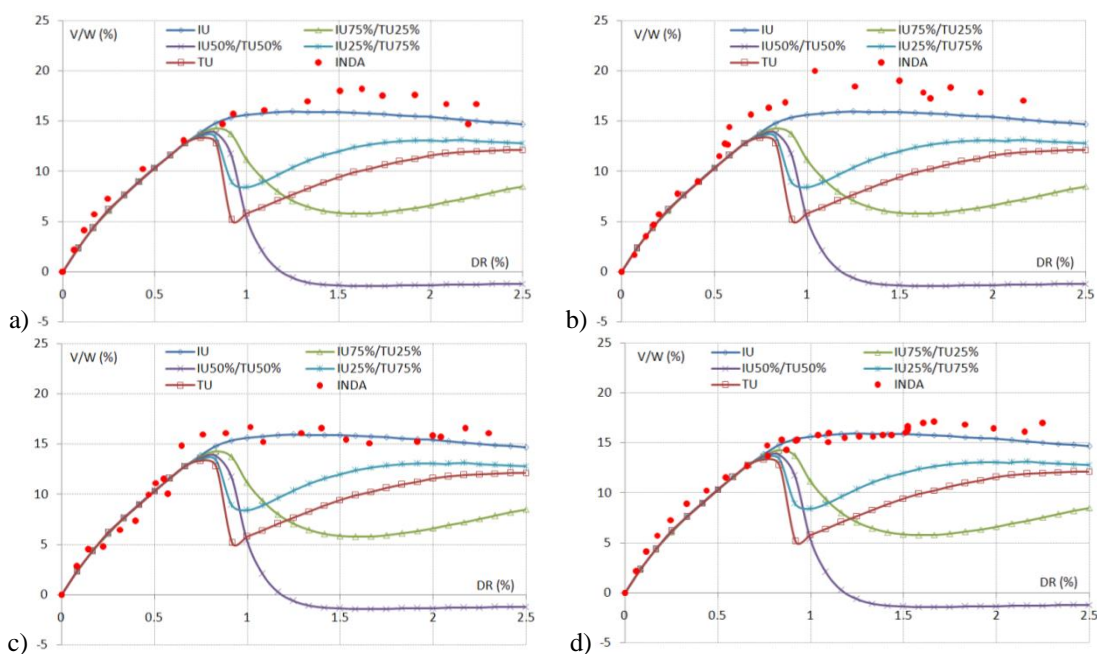 25
V/W (%)
IU
IU75%/TU25%
IU50%/TU50%
IU25%/TU75%
TU
INDA
20
15
10
5
0
DR (%)
0 0.5 1 1.5 2 2.5
-5
a)
25
V/W (%)
IU
IU75%/TU25%
IU50%/TU50%
IU25%/TU75%
TU
INDA
20
15
10
5
0
DR (%)
0 0.5 1 1.5 2 2.5
-5
b)
25
V/W (%)
IU
IU75%/TU25%
IU50%/TU50%
IU25%/TU75%
TU
INDA
20
15
10
5
0
DR (%)
0 0.5 1 1.5 2 2.5
-5
c)
25
V/W (%)
IU
IU75%/TU25%
IU50%/TU50%
IU25%/TU75%
TU
INDA
20
15
10
5
0
DR (%)
0 0.5 1 1.5 2 2.5
-5
d)